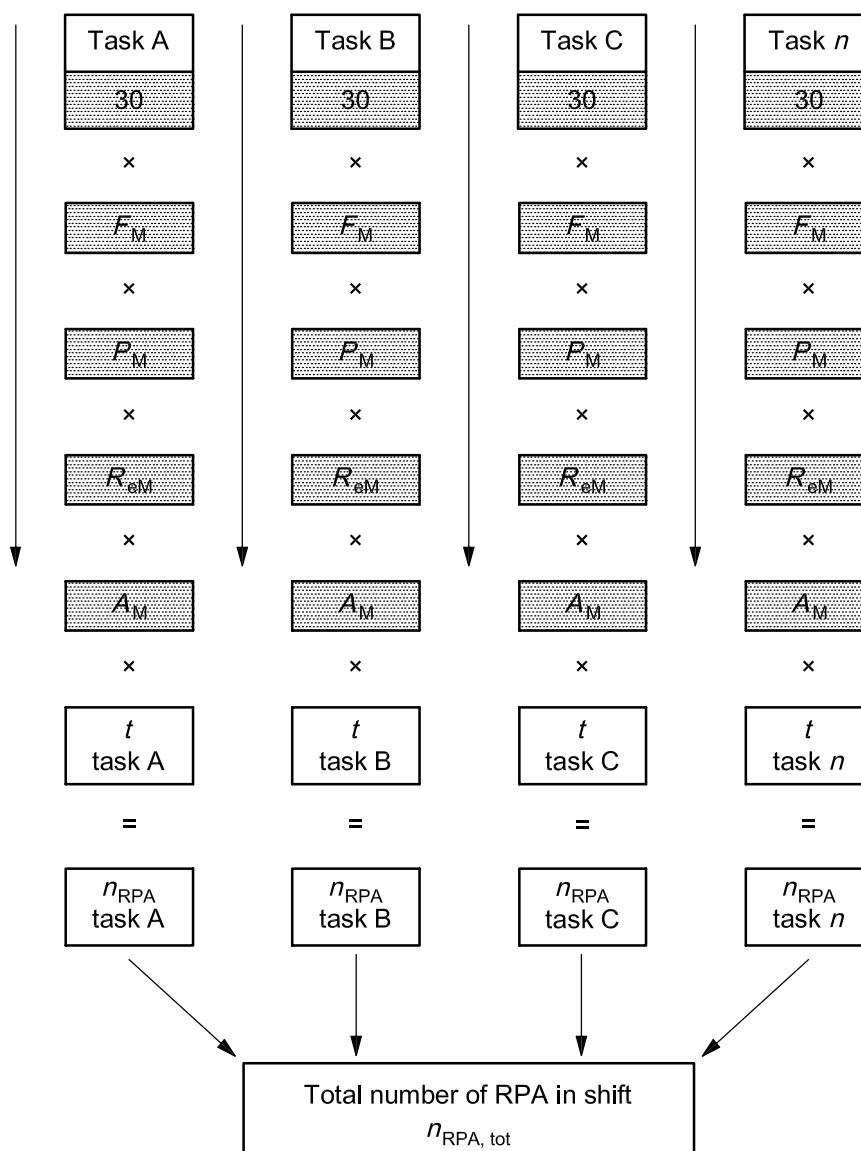 Task A Task B Task C Task n
30 30 30 30
× × × ×
F_M F_M F_M F_M
× × × ×
P_M P_M P_M P_M
× × × ×
R_eM R_eM R_eM R_eM
× × × ×
A_M A_M A_M A_M
× × × ×
t t t t
task A task B task C task n
= = = =
n_RPA n_RPA n_RPA n_RPA
task A task B task C task n
Total number of RPA in shift
n_RPA, tot